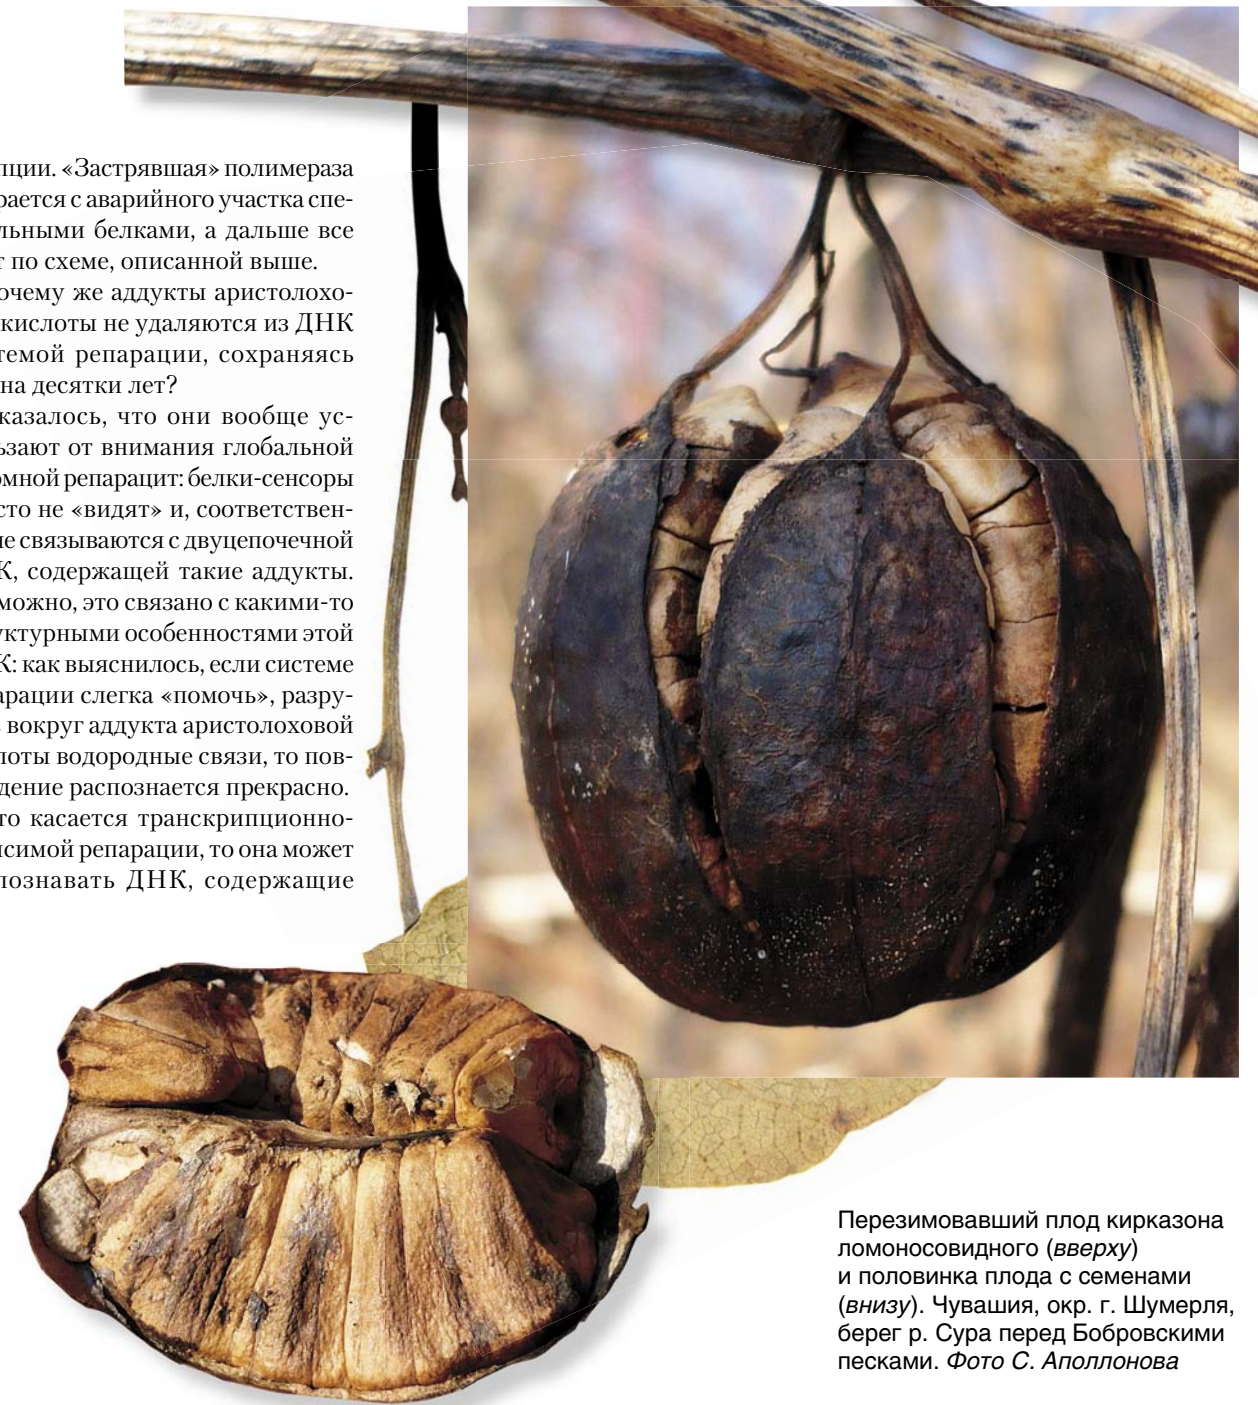 пции. «Застрявшая» полимераза
рается с аварийного участка спе-
льными белками, а дальше все
т по схеме, описанной выше.
очему же аддукты аристолохо-
кислоты не удаляются из ДНК
темой репарации, сохраняясь
на десятки лет?
казалось, что они вообще ус-
ьзают от внимания глобальной
омной репарацит: белки-сенсоры
сто не «видят» и, соответствен-
не связываются с двуцепочечной
К, содержащей такие аддукты.
можно, это связано с какими-то
уктурными особенностями этой
К: как выяснилось, если системе
арации слегка «помочь», разру-
вокруг аддукта аристолоховой
лоты водородные связи, то пов-
дение распознается прекрасно.
то касается транскрипционно-
исимой репарации, то она может
познавать ДНК, содержащие
Перезимовавший плод кирказона
ломоносовидного (вверху)
и половинка плода с семенами
(внизу). Чувашия, окр. г. Шумерля,
берег р. Сура перед Бобровскими
песками. Фото С. Аполлонова